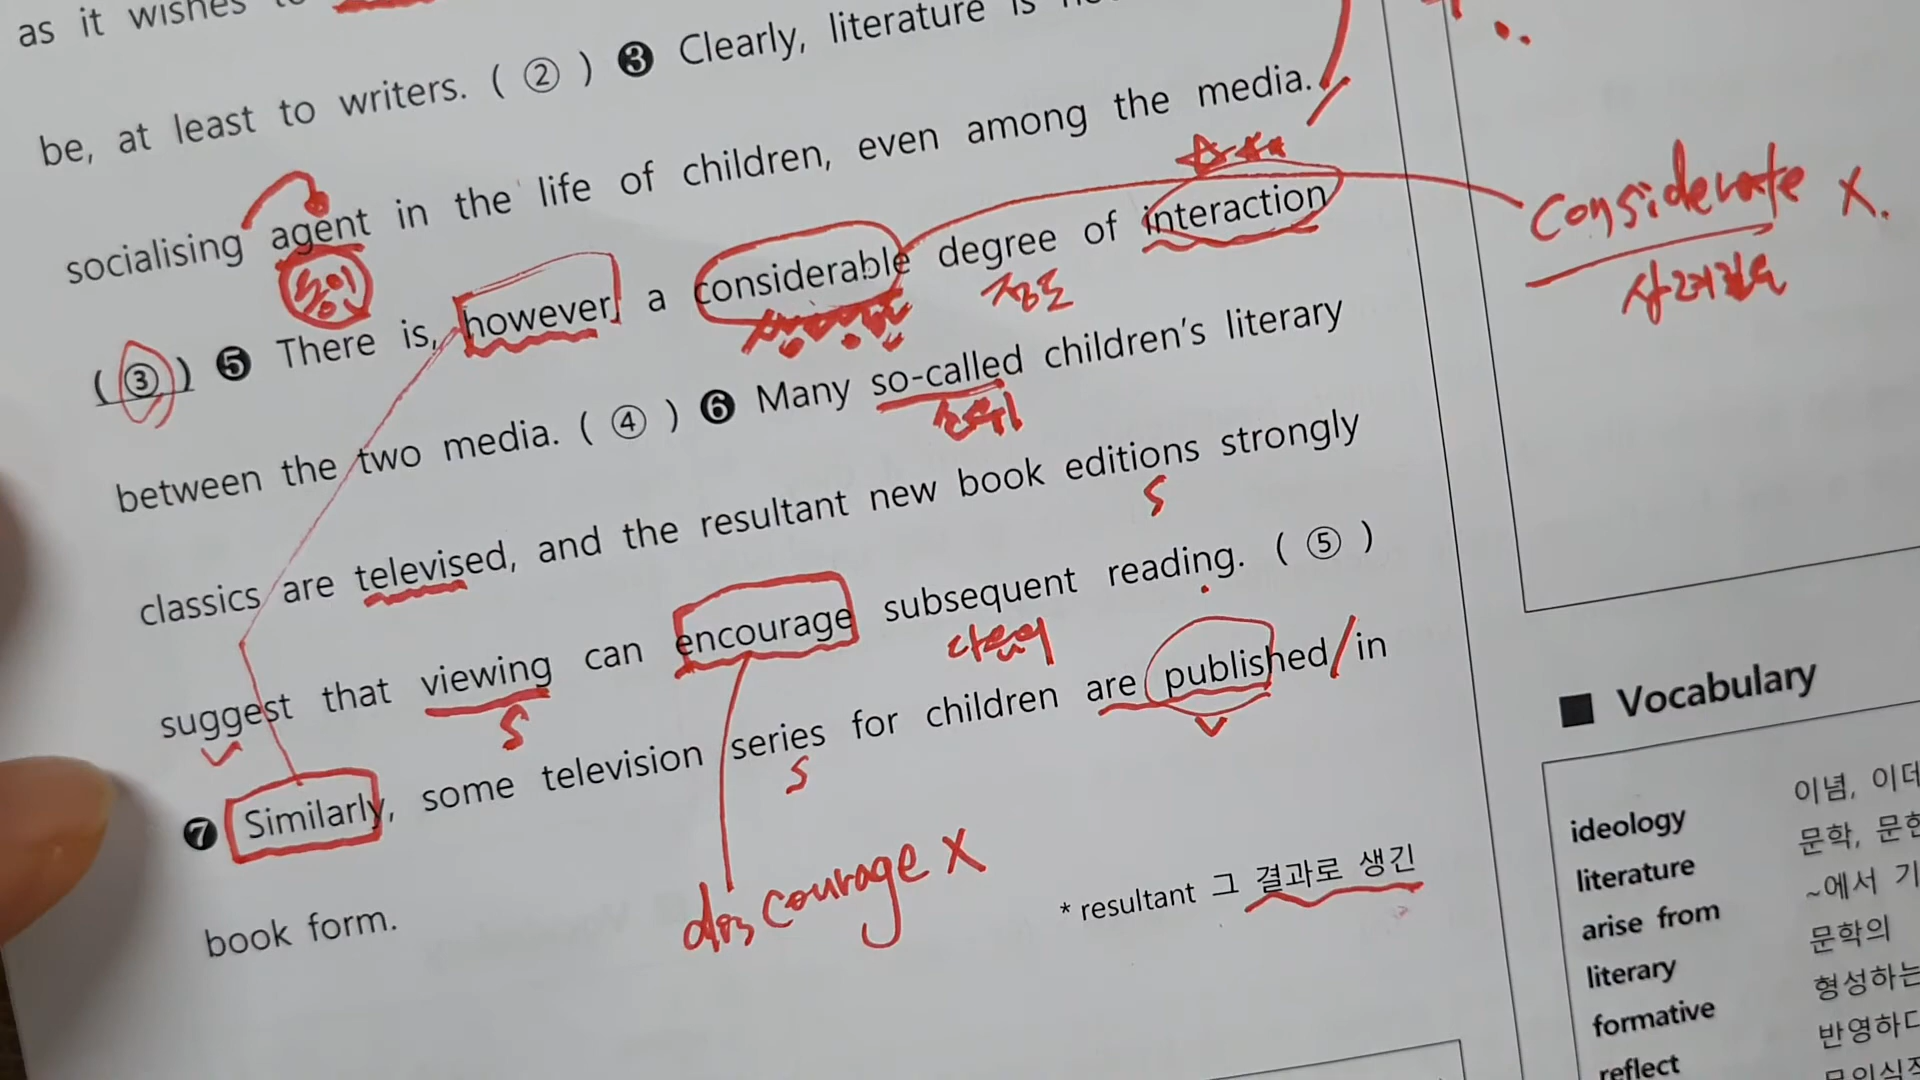 as it wishes
be, at least to writers. ( ② ) ❸ Clearly, literature is
socialising agent in the life of children, even among the media.
( ③ ) ❺ There is, however, a considerable degree of interaction
정도
considerate X.
between the two media. ( ④ ) ❻ Many so-called children's literary
classics are televised, and the resultant new book editions strongly
S
suggest that viewing can encourage subsequent reading. ( ⑤ )
S
❼ Similarly, some television series for children are published/in
S
book form.
discourage X
* resultant 그 결과로 생긴
■ Vocabulary
ideology 이념, 이데
literature 문학, 문헌
arise from ~에서 기
literary 문학의
formative 형성하는
reflect 반영하다